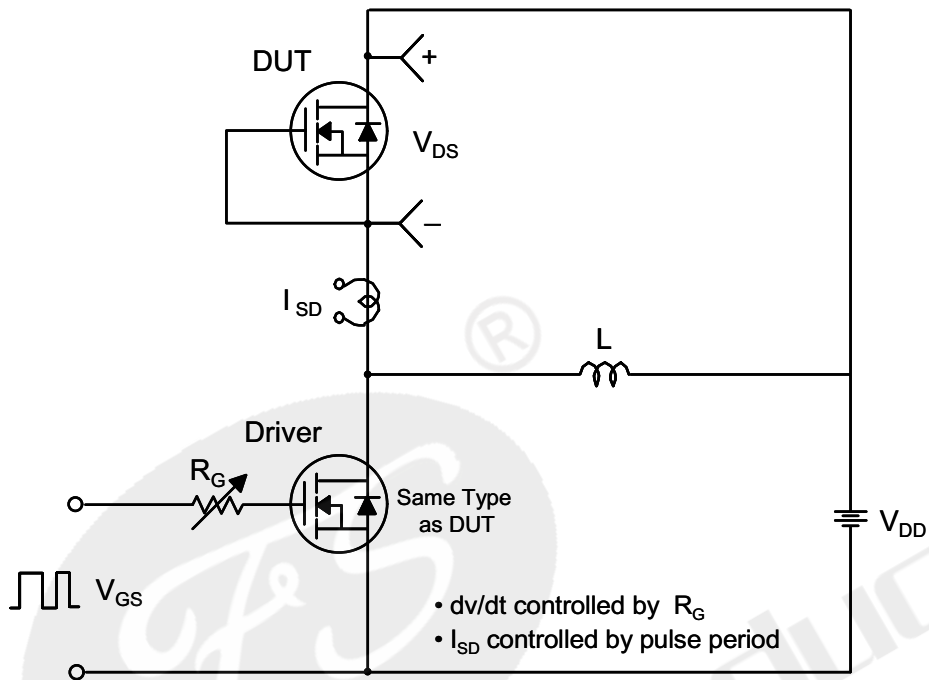 DUT
+
V_DS
–
I_SD
®
L
Driver
R_G
Same Type
as DUT
V_DD
V_GS
• dv/dt controlled by R_G
• I_SD controlled by pulse period